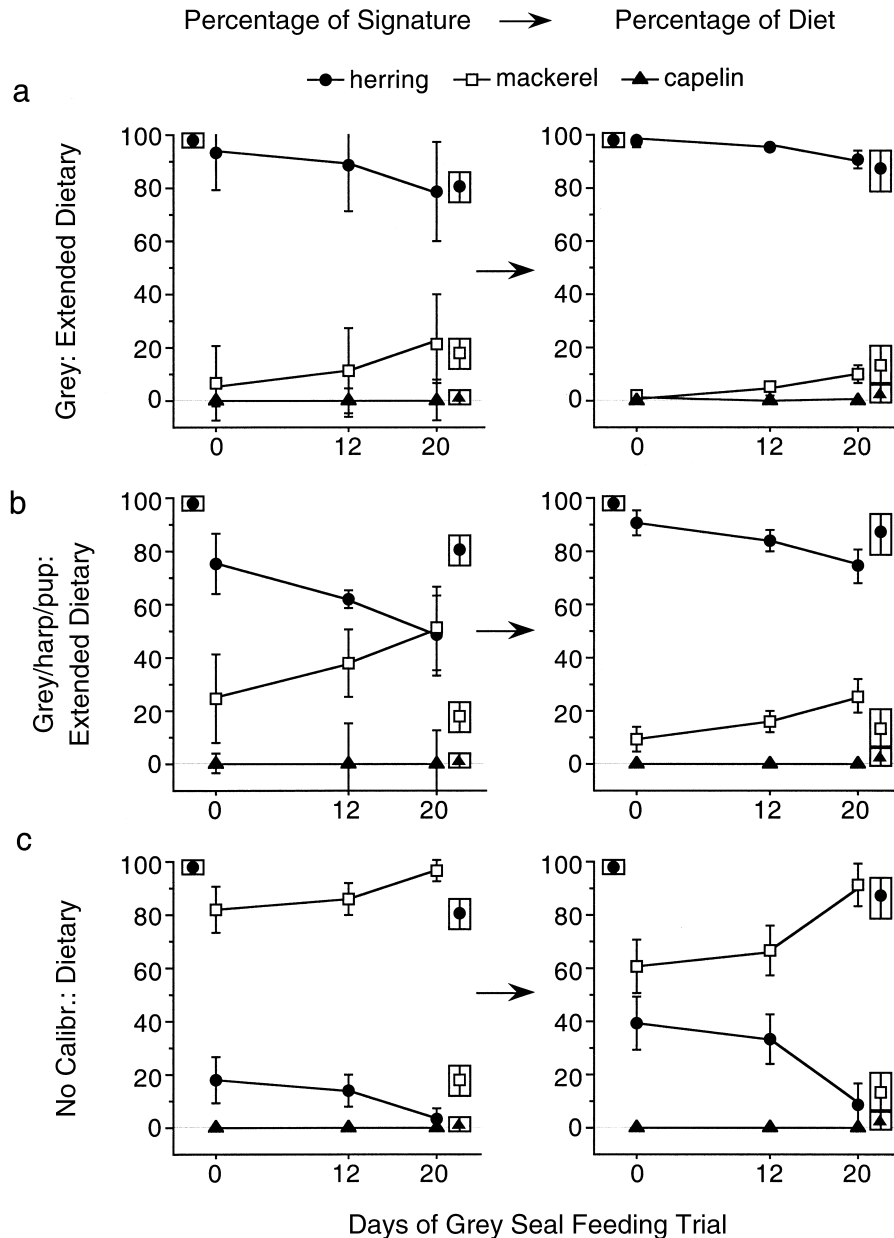 Percentage of Signature → Percentage of Diet
herring mackerel capelin
a
Grey: Extended Dietary
100
80
60
40
20
0
0 12 20
100
80
60
40
20
0
0 12 20
b
Grey/harp/pup:
Extended Dietary
100
80
60
40
20
0
0 12 20
100
80
60
40
20
0
0 12 20
c
No Calibr.: Dietary
100
80
60
40
20
0
0 12 20
100
80
60
40
20
0
0 12 20
Days of Grey Seal Feeding Trial